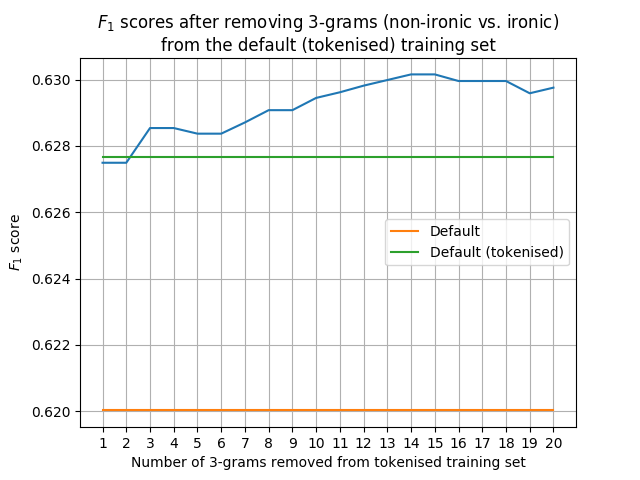 F₁ scores after removing 3-grams (non-ironic vs. ironic)
from the default (tokenised) training set
0.630
0.628
0.626
0.624
0.622
0.620
F₁ score
Default
Default (tokenised)
1 2 3 4 5 6 7 8 9 10 11 12 13 14 15 16 17 18 19 20
Number of 3-grams removed from tokenised training set